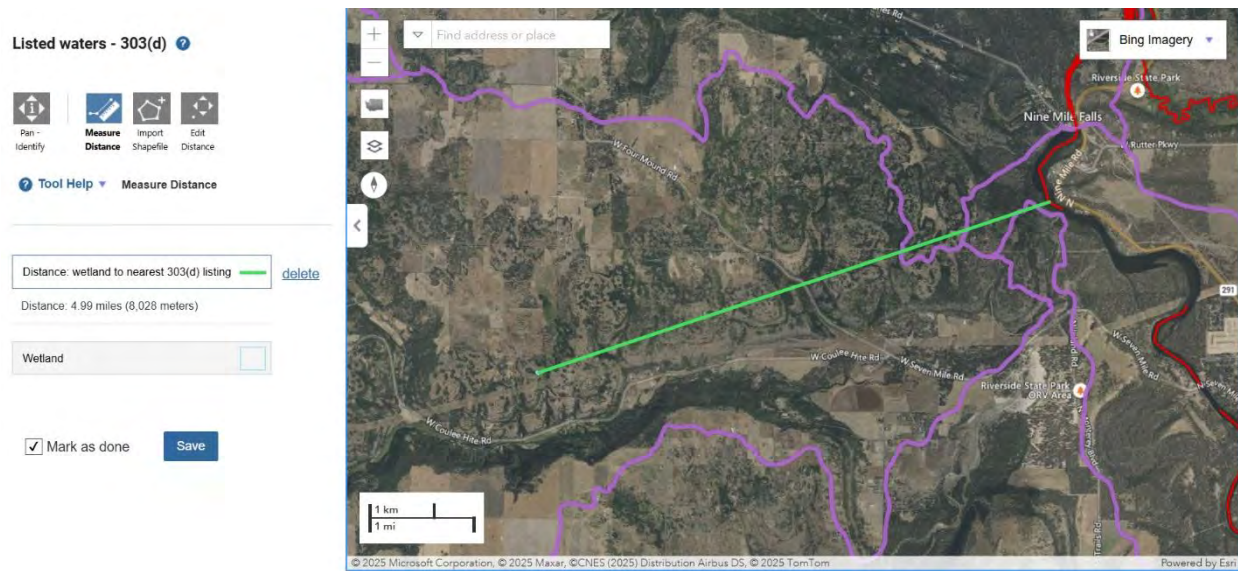 Listed waters - 303(d) ?
Pan -
Identify
Measure
Distance
Import
Shapefile
Edit
Distance
? Tool Help Measure Distance
Distance: wetland to nearest 303(d) listing
delete
Distance: 4.99 miles (8,028 meters)
Wetland
Mark as done
Save
Find address or place
Bing Imagery
Riverside State Park
Nine Mile Falls
W Rutter Pkwy
N Nine Mile Rd
W Four Mound Rd
291
W Coulee Hite Rd
W Seven Mile Rd
W Seven Mile Rd
Riverside State Park
ORV Area
W Coulee Hite Rd
Trails Rd
1 km
1 mi
© 2025 Microsoft Corporation, © 2025 Maxar, ©CNES (2025) Distribution Airbus DS, © 2025 TomTom
Powered by Esri